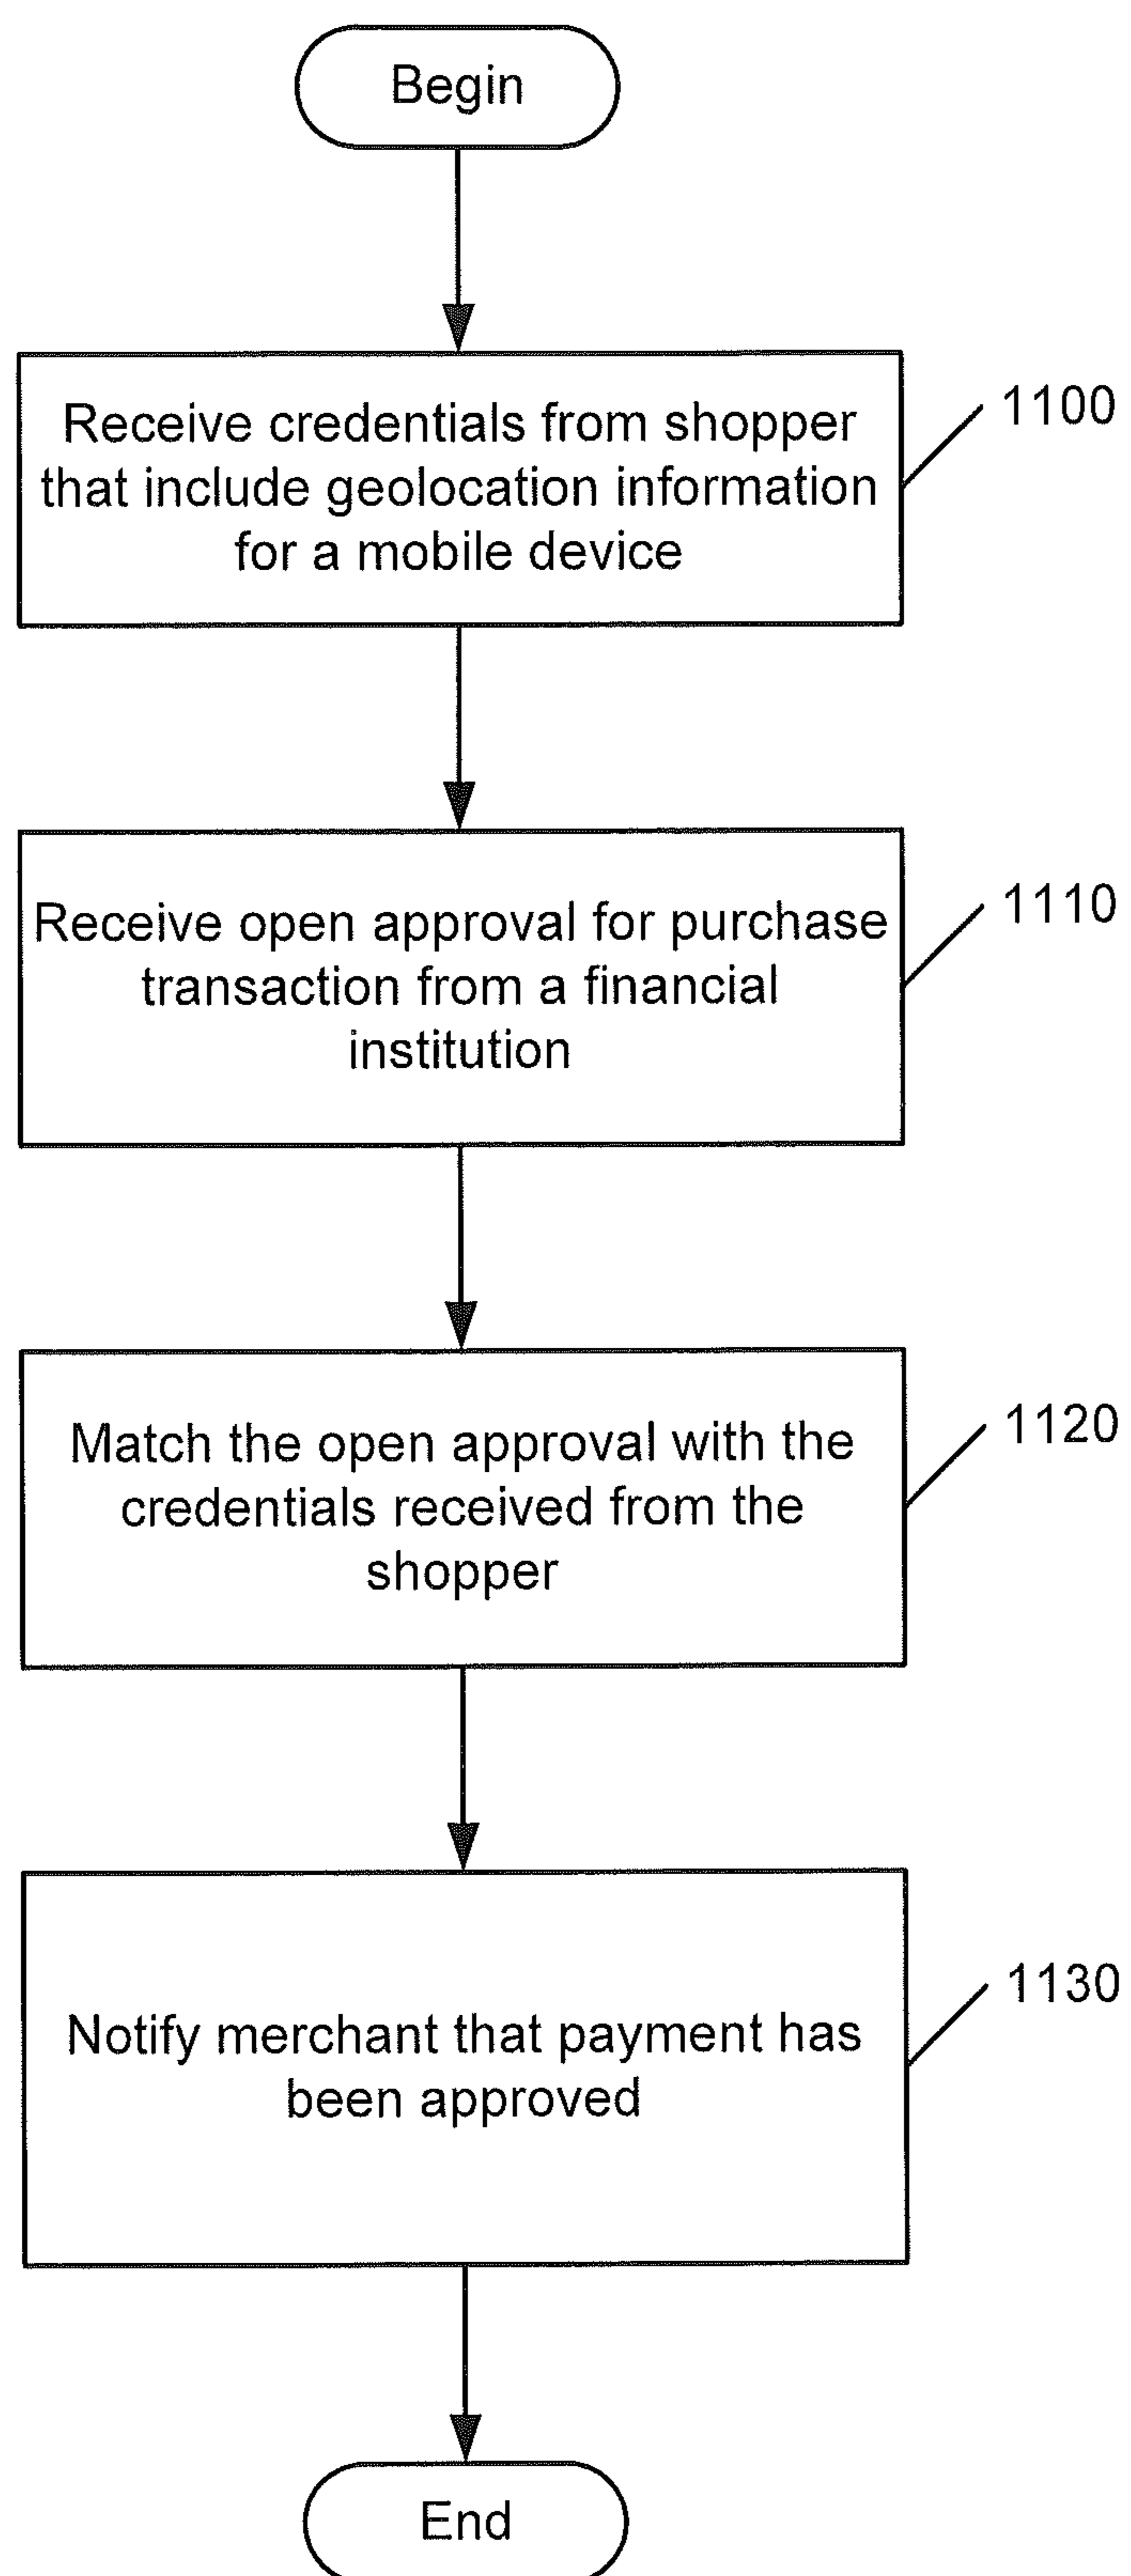 Begin
Receive credentials from shopper
that include geolocation information
for a mobile device
1100
Receive open approval for purchase
transaction from a financial
institution
1110
Match the open approval with the
credentials received from the
shopper
1120
Notify merchant that payment has
been approved
1130
End